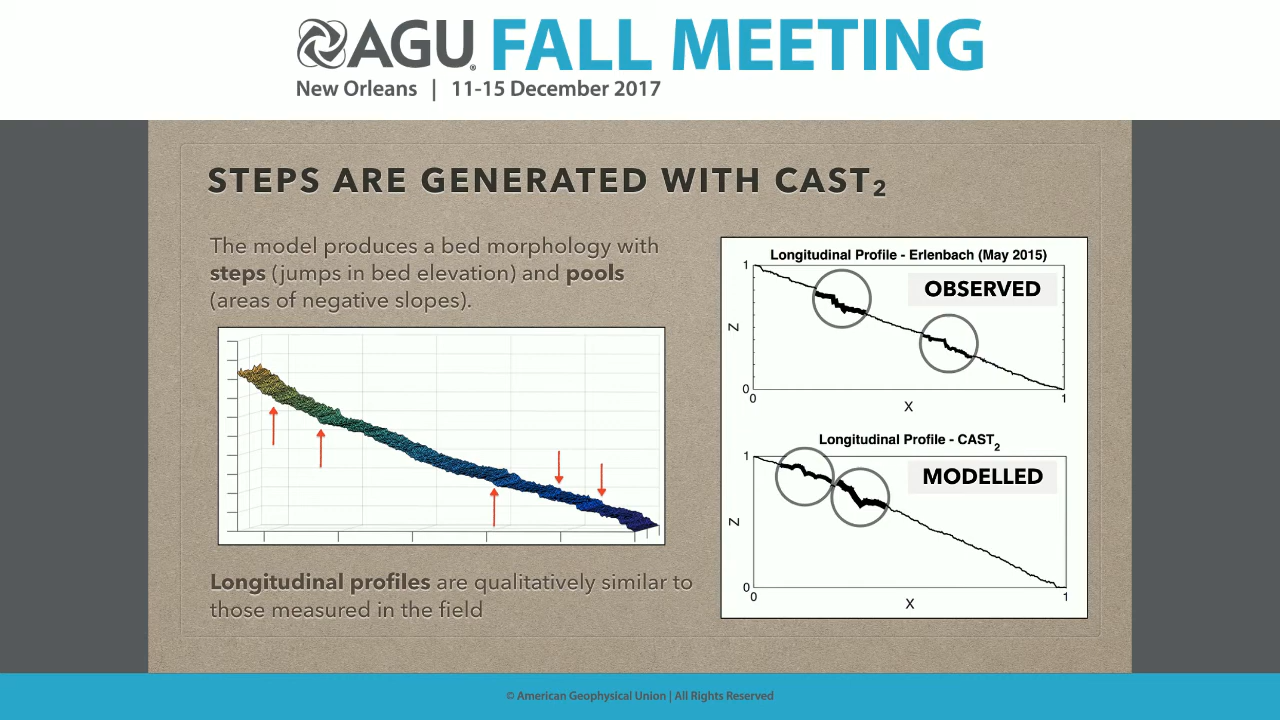 AGU FALL MEETING
New Orleans | 11-15 December 2017
STEPS ARE GENERATED WITH CAST₂
The model produces a bed morphology with
steps (jumps in bed elevation) and pools
(areas of negative slopes).
Longitudinal profiles are qualitatively similar to
those measured in the field
Longitudinal Profile - Erlenbach (May 2015)
OBSERVED
1
Z
0
0
1
X
Longitudinal Profile - CAST₂
MODELLED
1
Z
0
0
1
X
© American Geophysical Union | All Rights Reserved